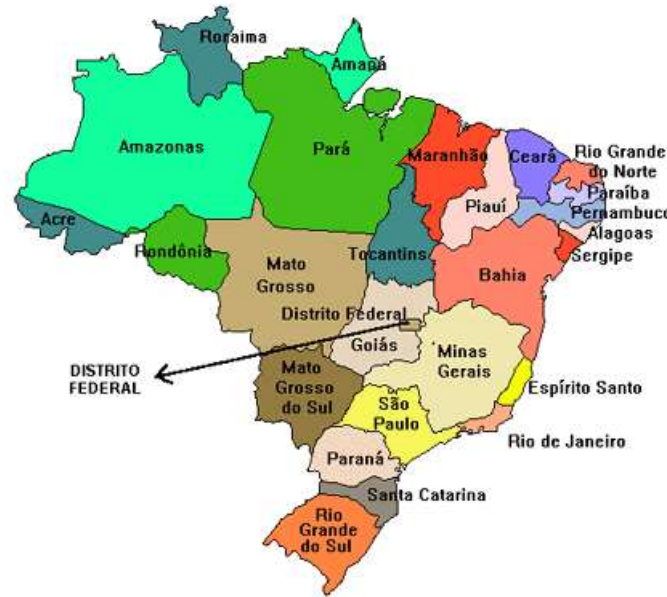 Roraima
Amapá
Amazonas
Pará
Maranhão
Ceará
Rio Grande
do Norte
Paraíba
Piauí
Pernambuco
Acre
Alagoas
Rondônia
Tocantins
Sergipe
Mato
Grosso
Bahia
Distrito Federal
Goiás
Minas
Gerais
DISTRITO
FEDERAL
Mato
Grosso
do Sul
Espírito Santo
São
Paulo
Rio de Janeiro
Paraná
Santa Catarina
Rio
Grande
do Sul